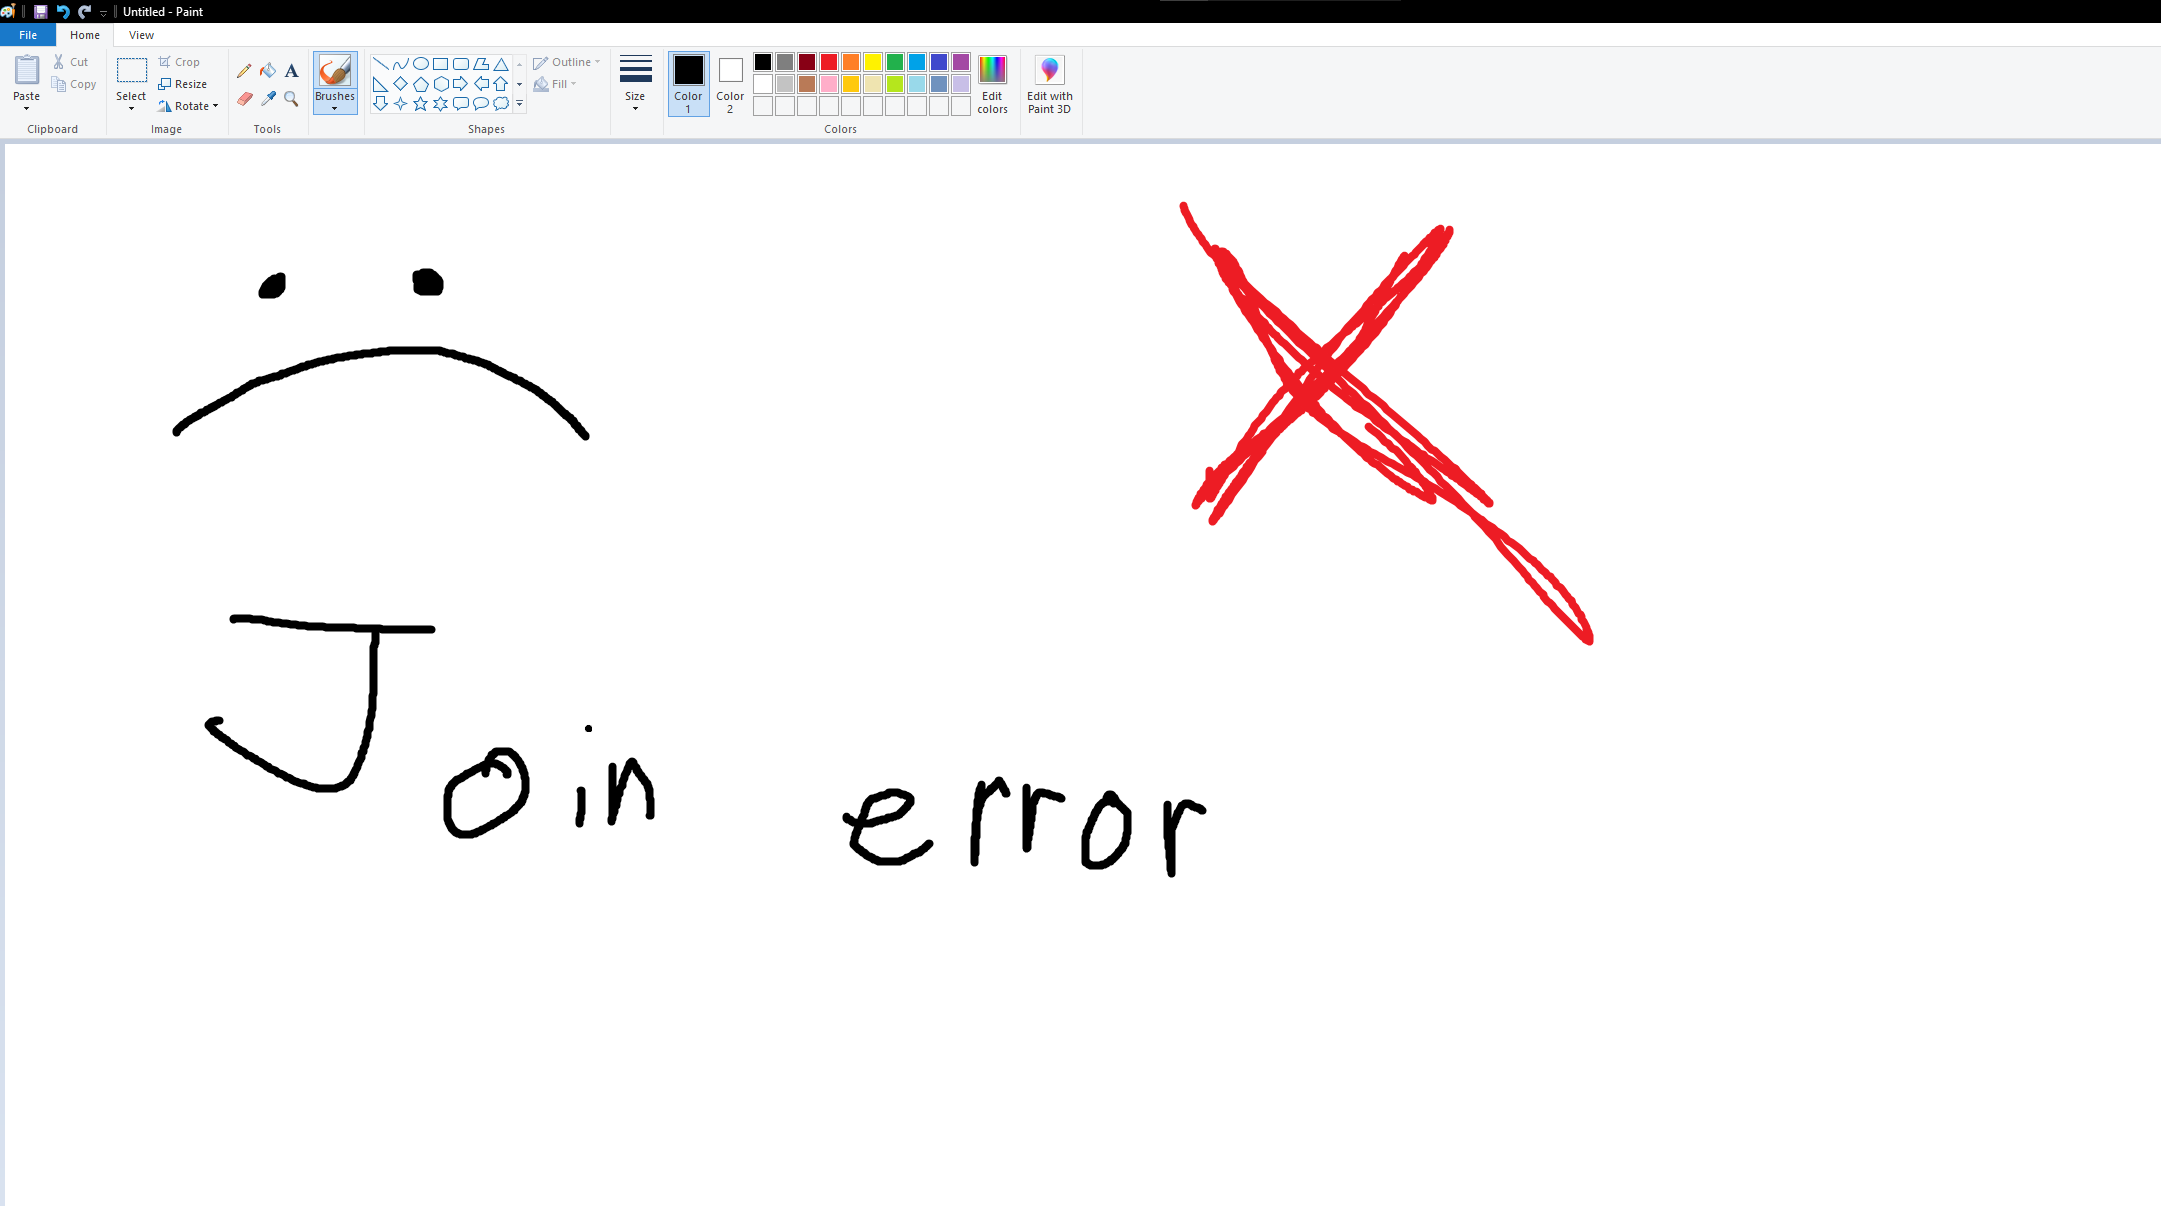 Untitled - Paint
File Home View
Paste
Cut
Copy
Clipboard
Select
Crop
Resize
Rotate
Image
A
Tools
Brushes
Outline
Fill
Shapes
Size
Color 1
Color 2
Edit colors
Colors
Edit with Paint 3D
Join error